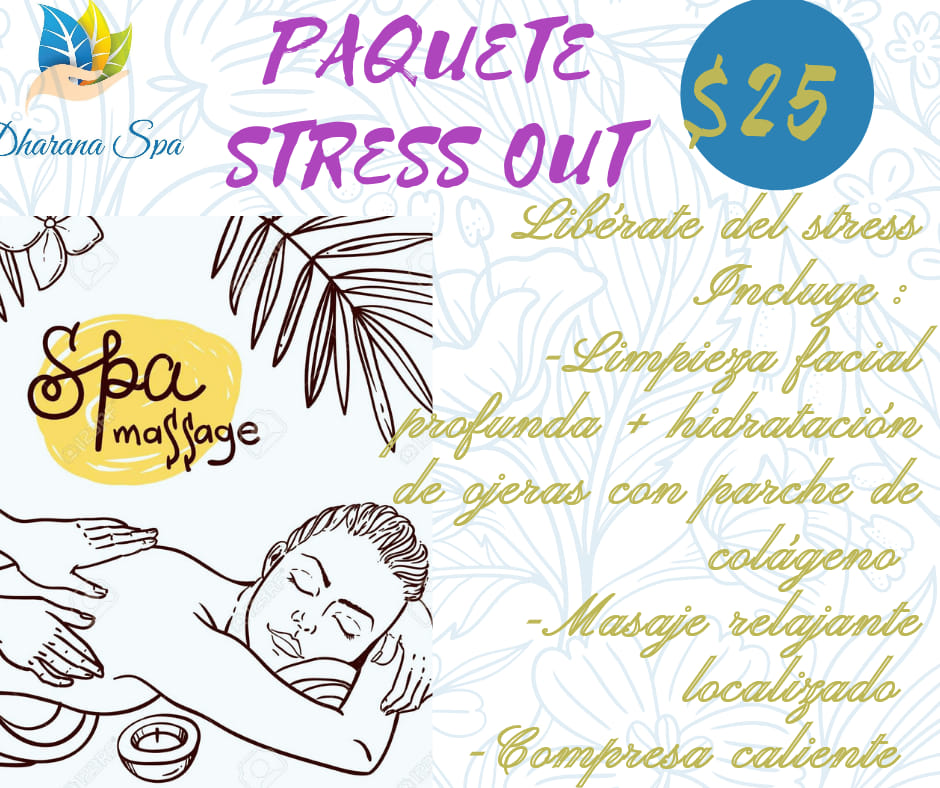 Dharana Spa
PAQUETE
STRESS OUT
$25
Libérate del stress
Incluye :
-Limpieza facial
profunda + hidratación
de ojeras con parche de
colágeno
-Masaje relajante
localizado
-Compresa caliente
Spa
massage